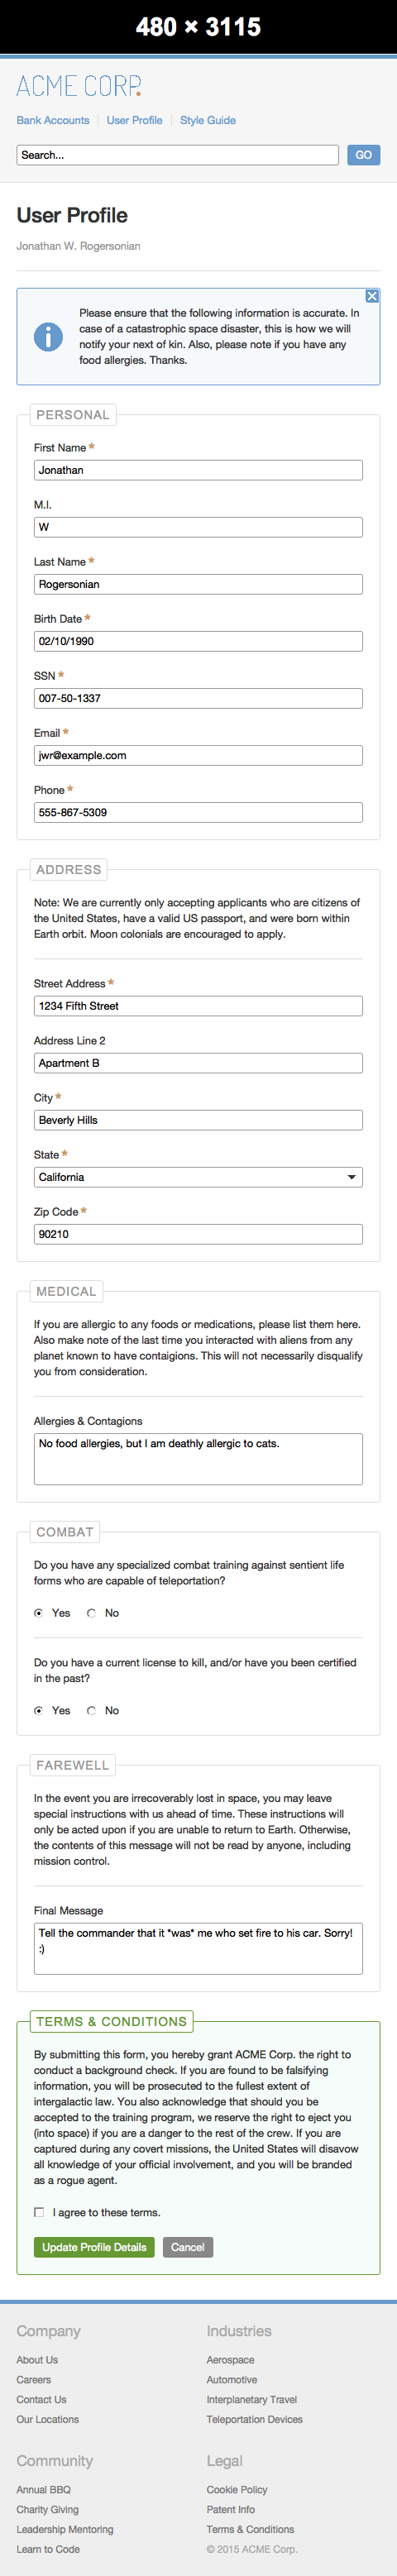 480 × 3115
ACME CORP.
Bank Accounts User Profile Style Guide
Search... GO
User Profile
Jonathan W. Rogersonian
Please ensure that the following information is accurate. In
case of a catastrophic space disaster, this is how we will
notify your next of kin. Also, please note if you have any
food allergies. Thanks.
PERSONAL
First Name *
Jonathan
M.I.
W
Last Name *
Rogersonian
Birth Date *
02/10/1990
SSN *
007-50-1337
Email *
jwr@example.com
Phone *
555-867-5309
ADDRESS
Note: We are currently only accepting applicants who are citizens of
the United States, have a valid US passport, and were born within
Earth orbit. Moon colonials are encouraged to apply.
Street Address *
1234 Fifth Street
Address Line 2
Apartment B
City *
Beverly Hills
State *
California
Zip Code *
90210
MEDICAL
If you are allergic to any foods or medications, please list them here.
Also make note of the last time you interacted with aliens from any
planet known to have contaigions. This will not necessarily disqualify
you from consideration.
Allergies & Contagions
No food allergies, but I am deathly allergic to cats.
COMBAT
Do you have any specialized combat training against sentient life
forms who are capable of teleportation?
Yes No
Do you have a current license to kill, and/or have you been certified
in the past?
Yes No
FAREWELL
In the event you are irrecoverably lost in space, you may leave
special instructions with us ahead of time. These instructions will
only be acted upon if you are unable to return to Earth. Otherwise,
the contents of this message will not be read by anyone, including
mission control.
Final Message
Tell the commander that it *was* me who set fire to his car. Sorry!
:)
TERMS & CONDITIONS
By submitting this form, you hereby grant ACME Corp. the right to
conduct a background check. If you are found to be falsifying
information, you will be prosecuted to the fullest extent of
intergalactic law. You also acknowledge that should you be
accepted to the training program, we reserve the right to eject you
(into space) if you are a danger to the rest of the crew. If you are
captured during any covert missions, the United States will disavow
all knowledge of your official involvement, and you will be branded
as a rogue agent.
I agree to these terms.
Update Profile Details Cancel
Company
About Us
Careers
Contact Us
Our Locations
Industries
Aerospace
Automotive
Interplanetary Travel
Teleportation Devices
Community
Annual BBQ
Charity Giving
Leadership Mentoring
Learn to Code
Legal
Cookie Policy
Patent Info
Terms & Conditions
© 2015 ACME Corp.